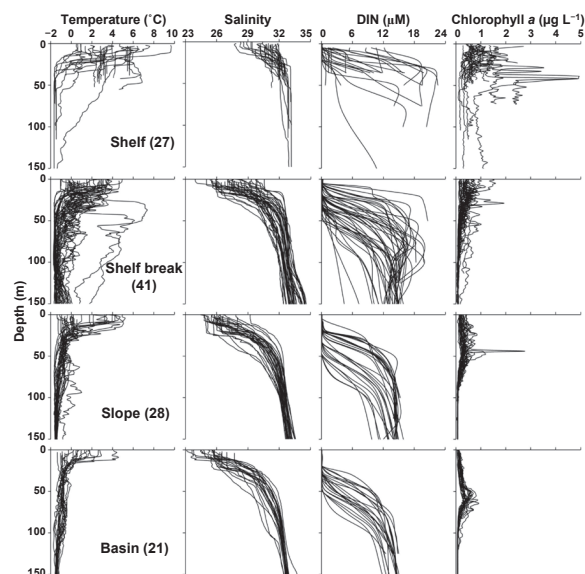 Temperature (˚C) Salinity DIN (μM) Chlorophyll a (μg L⁻¹)
−2 0 2 4 6 8 10 23 26 29 32 35 0 6 12 18 24 0 1 2 3 4 5
0
50
100
150
Shelf (27)
0
50
100
150
Shelf break
(41)
0
50
100
150
Slope (28)
0
50
100
150
Basin (21)
Depth (m)